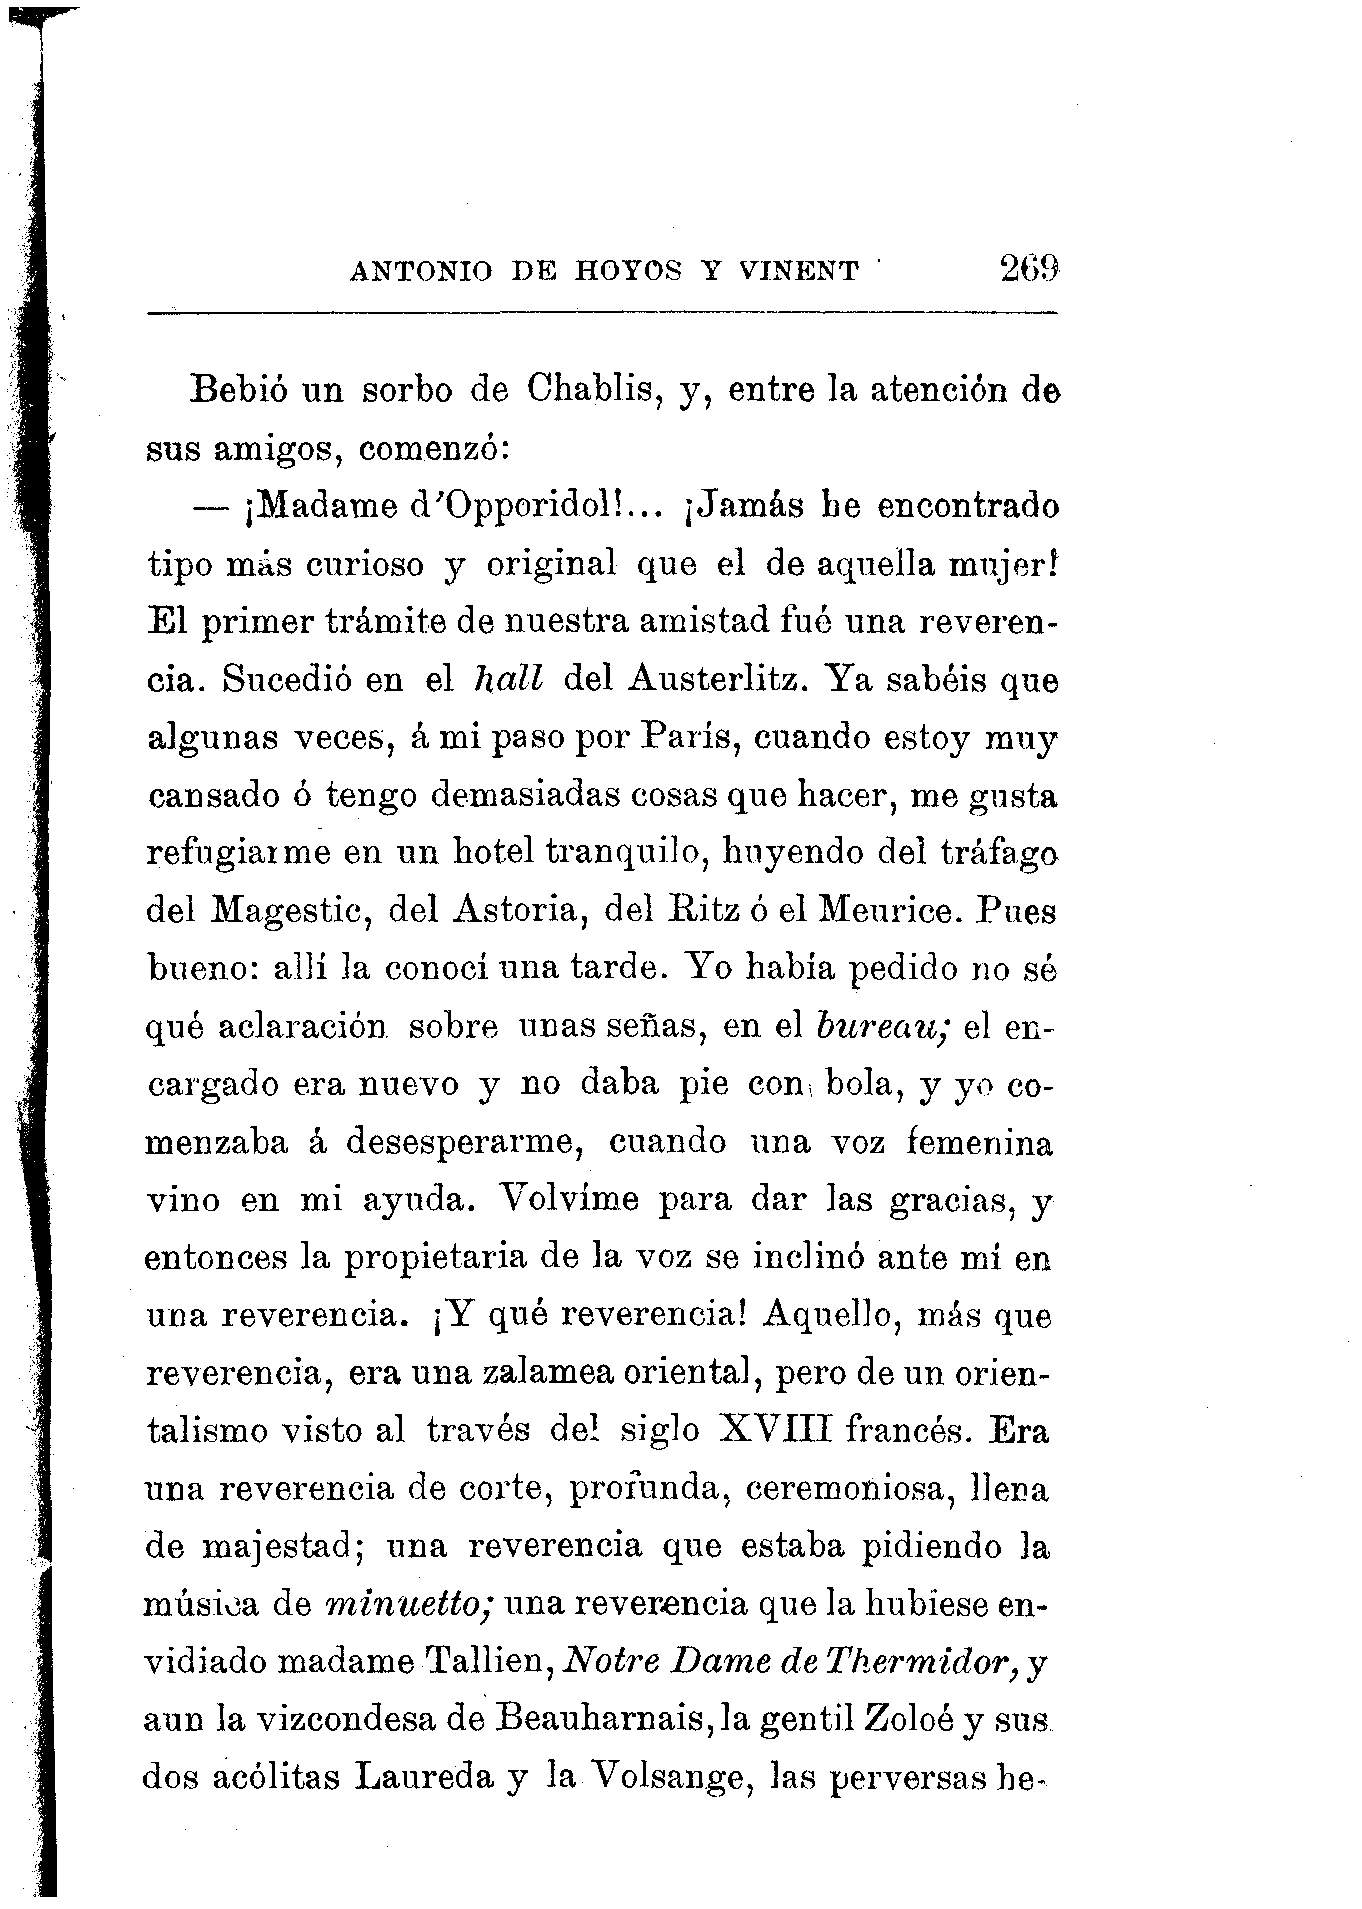 ANTONIO DE HOYOS Y VINENT 269
Bebió un sorbo de Chablis, y, entre la atención de
sus amigos, comenzó:
— ¡Madame d'Opporidol!... ¡Jamás he encontrado
tipo más curioso y original que el de aquella mujer!
El primer trámite de nuestra amistad fué una reveren-
cia. Sucedió en el hall del Austerlitz. Ya sabéis que
algunas veces, á mi paso por París, cuando estoy muy
cansado ó tengo demasiadas cosas que hacer, me gusta
refugiarme en un hotel tranquilo, huyendo del tráfago
del Magestic, del Astoria, del Ritz ó el Meurice. Pues
bueno: allí la conocí una tarde. Yo había pedido no sé
qué aclaración sobre unas señas, en el bureau; el en-
cargado era nuevo y no daba pie con bola, y yo co-
menzaba á desesperarme, cuando una voz femenina
vino en mi ayuda. Volvíme para dar las gracias, y
entonces la propietaria de la voz se inclinó ante mí en
una reverencia. ¡Y qué reverencia! Aquello, más que
reverencia, era una zalamea oriental, pero de un orien-
talismo visto al través del siglo XVIII francés. Era
una reverencia de corte, profunda, ceremoniosa, llena
de majestad; una reverencia que estaba pidiendo la
música de minuetto; una reverencia que la hubiese en-
vidiado madame Tallien, Notre Dame de Thermidor, y
aun la vizcondesa de Beauharnais, la gentil Zoloé y sus
dos acólitas Laureda y la Volsange, las perversas he-